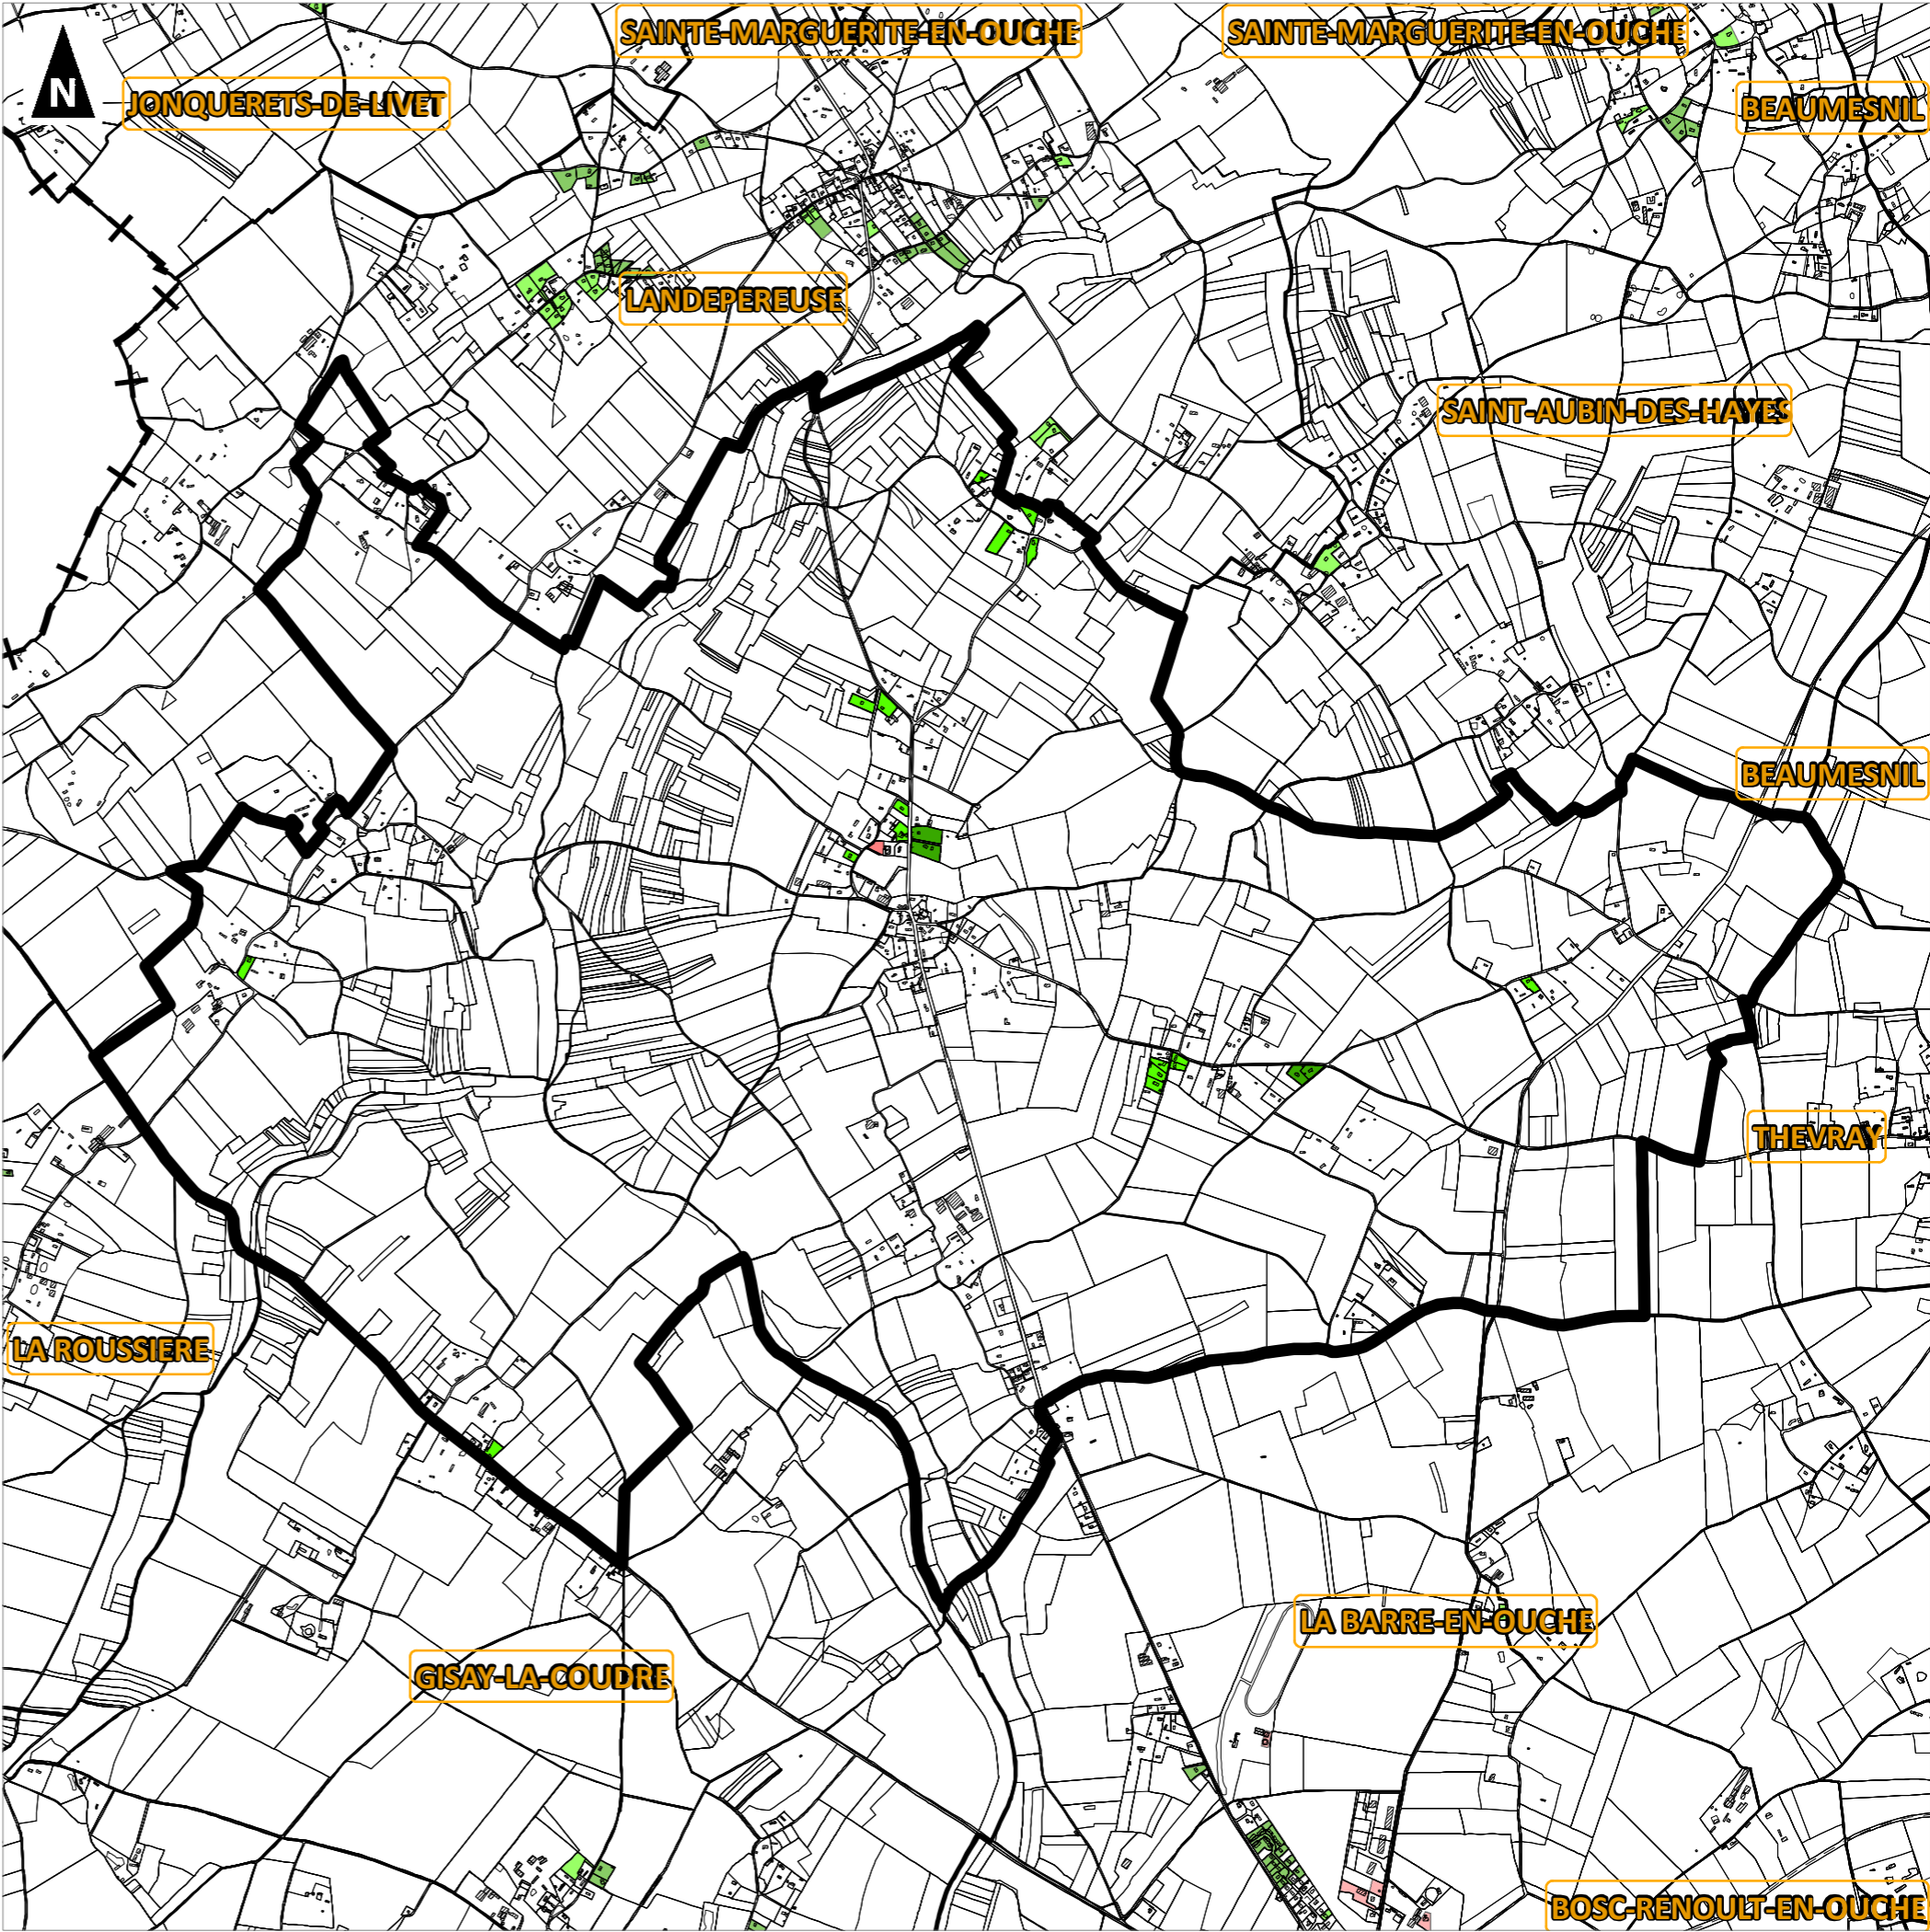 SAINTE-MARGUERITE-EN-OUCHE
SAINTE-MARGUERITE-EN-OUCHE
N
JONQUERETS-DE-LIVET
BEAUMESNIL
LANDEPEREUSE
SAINT-AUBIN-DES-HAYES
BEAUMESNIL
THEVRAY
LA ROUSSIERE
LA BARRE-EN-OUCHE
GISAY-LA-COUDRE
BOSC-RENOULT-EN-OUCHE